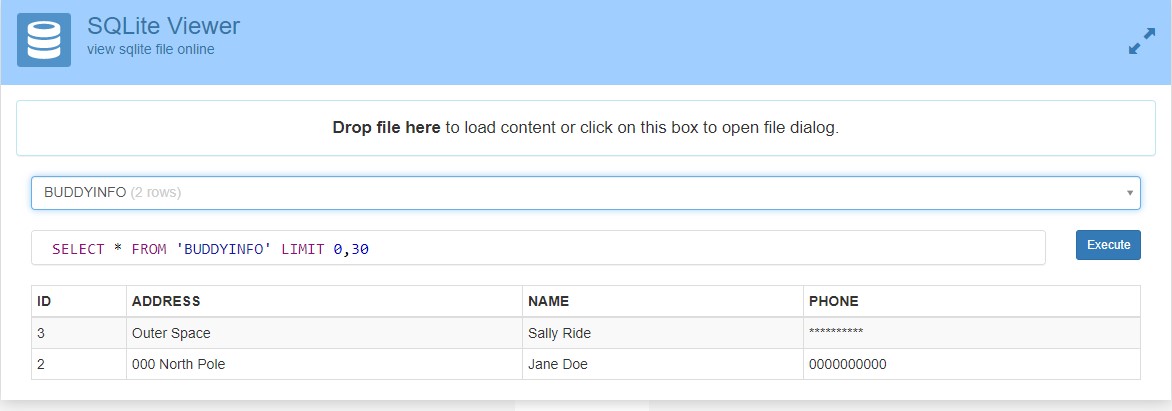 SQLite Viewer
view sqlite file online
Drop file here to load content or click on this box to open file dialog.
BUDDYINFO (2 rows)
SELECT * FROM 'BUDDYINFO' LIMIT 0,30
Execute
ID ADDRESS NAME PHONE
3 Outer Space Sally Ride **********
2 000 North Pole Jane Doe 0000000000